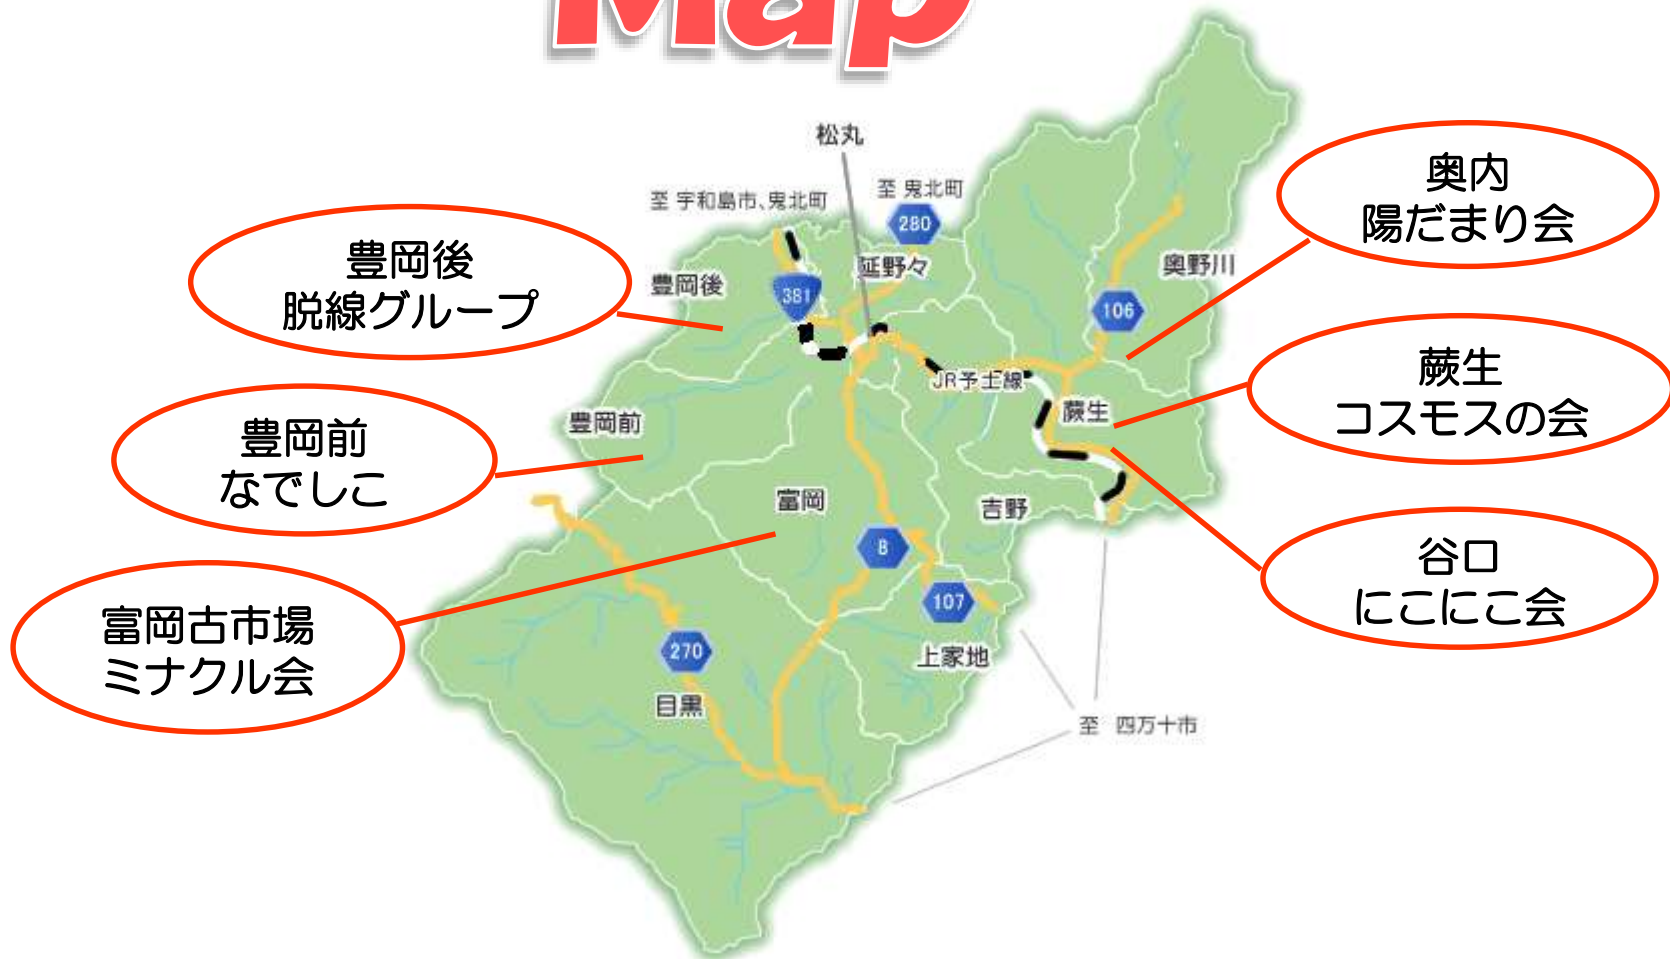 Map
松丸
至 宇和島市、鬼北町
至 鬼北町
280
延野々
奥野川
豊岡後
381
106
JR予土線
蕨生
豊岡前
富岡
吉野
8
107
上家地
270
目黒
至 四万十市
豊岡後
脱線グループ
豊岡前
なでしこ
富岡古市場
ミナクル会
奥内
陽だまり会
蕨生
コスモスの会
谷口
にこにこ会